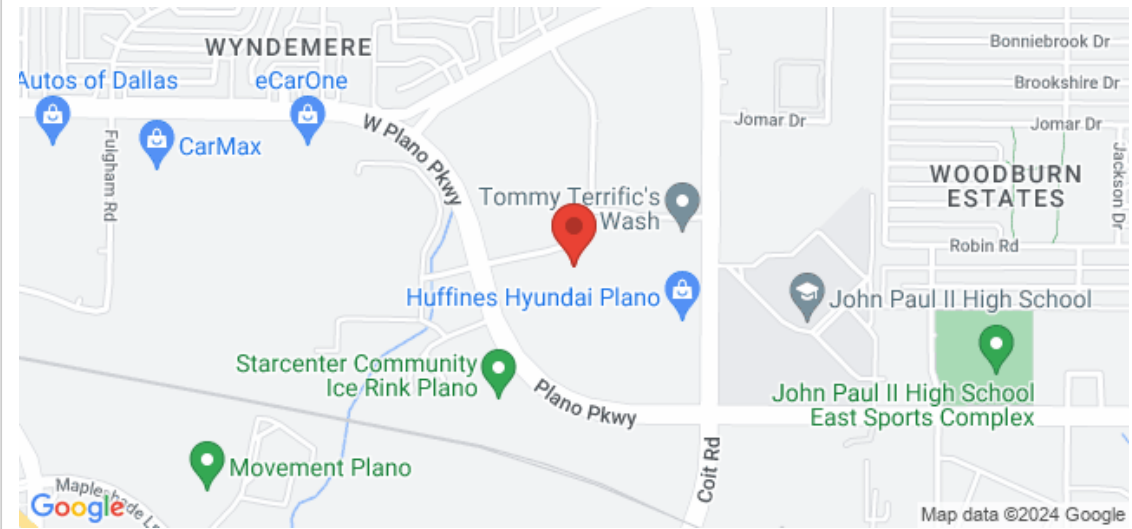 WYNDEMERE
Bonniebrook Dr
Autos of Dallas
eCarOne
Brookshire Dr
W Plano Pkwy
Jomar Dr
Jomar Dr
CarMax
Fulgham Rd
Jackson Dr
WOODBURN
ESTATES
Tommy Terrific's
Wash
Robin Rd
Huffines Hyundai Plano
John Paul II High School
Starcenter Community
Ice Rink Plano
Plano Pkwy
John Paul II High School
East Sports Complex
Coit Rd
Movement Plano
Mapleshade Ln
Google
Map data ©2024 Google